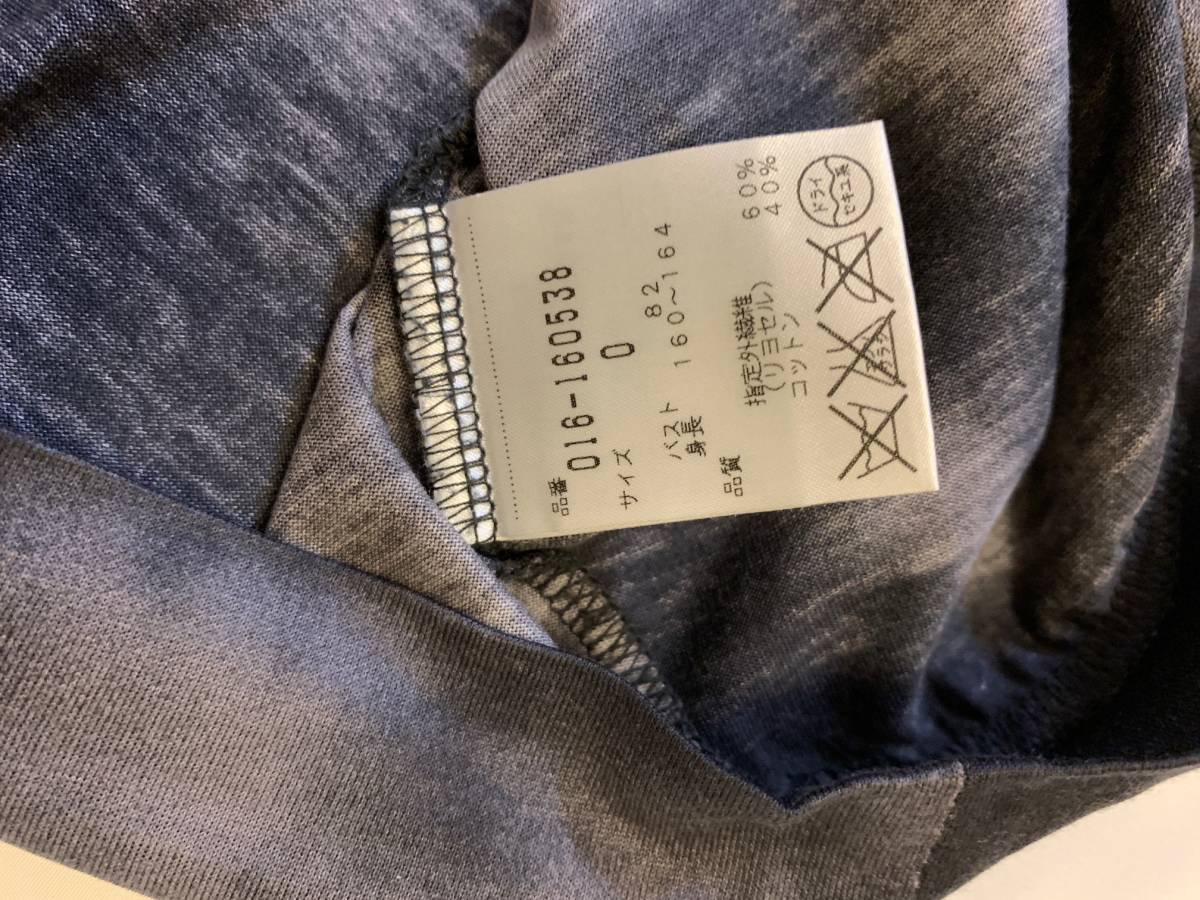 品番 016-160538
サイズ 0
バスト 82
身長 160〜164
品質 指定外繊維 60%
(リヨセル)
コットン 40%
ドライ
セキユ系